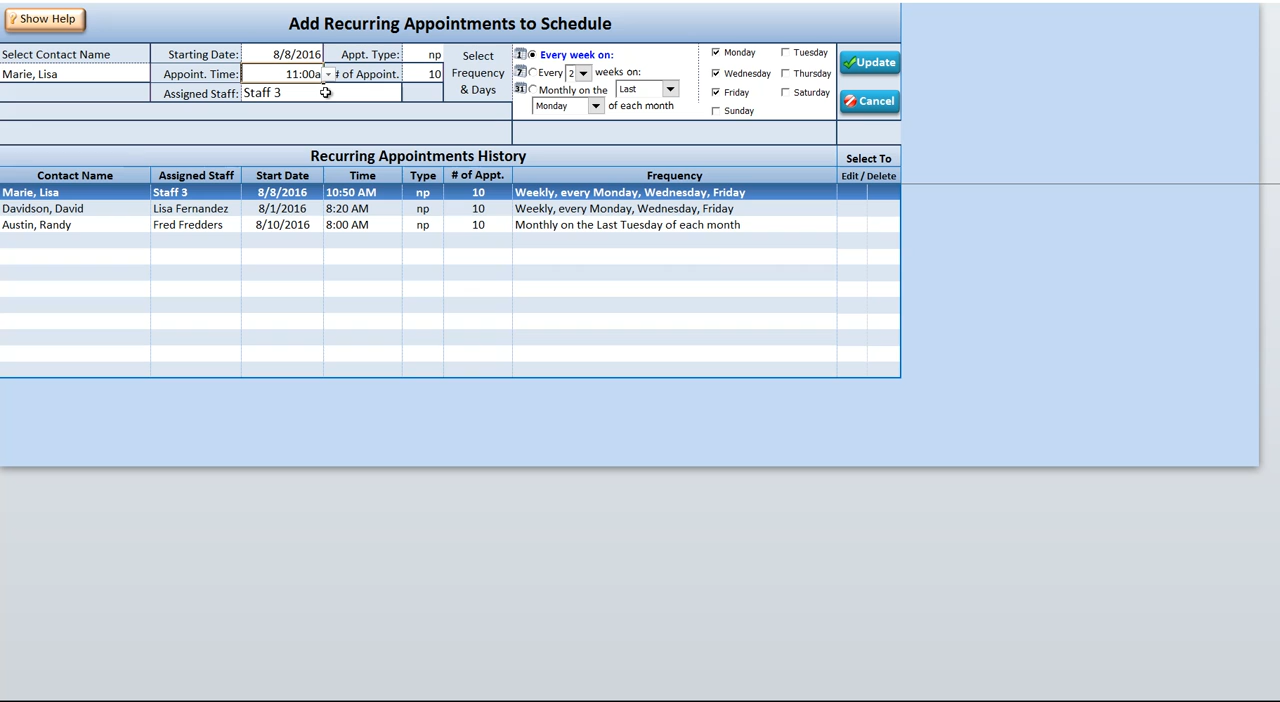 Show Help
Add Recurring Appointments to Schedule
Select Contact Name
Starting Date: 8/8/2016 Appt. Type: np
Marie, Lisa
Appoint. Time: 11:00a # of Appoint. 10
Assigned Staff: Staff 3
Select
Frequency
& Days
1 Every week on:
7 Every 2 weeks on:
31 Monthly on the Last
Monday of each month
Monday Tuesday
Wednesday Thursday
Friday Saturday
Sunday
Update
Cancel
Recurring Appointments History
Select To
Contact Name Assigned Staff Start Date Time Type # of Appt. Frequency Edit / Delete
Marie, Lisa Staff 3 8/8/2016 10:50 AM np 10 Weekly, every Monday, Wednesday, Friday
Davidson, David Lisa Fernandez 8/1/2016 8:20 AM np 10 Weekly, every Monday, Wednesday, Friday
Austin, Randy Fred Fredders 8/10/2016 8:00 AM np 10 Monthly on the Last Tuesday of each month